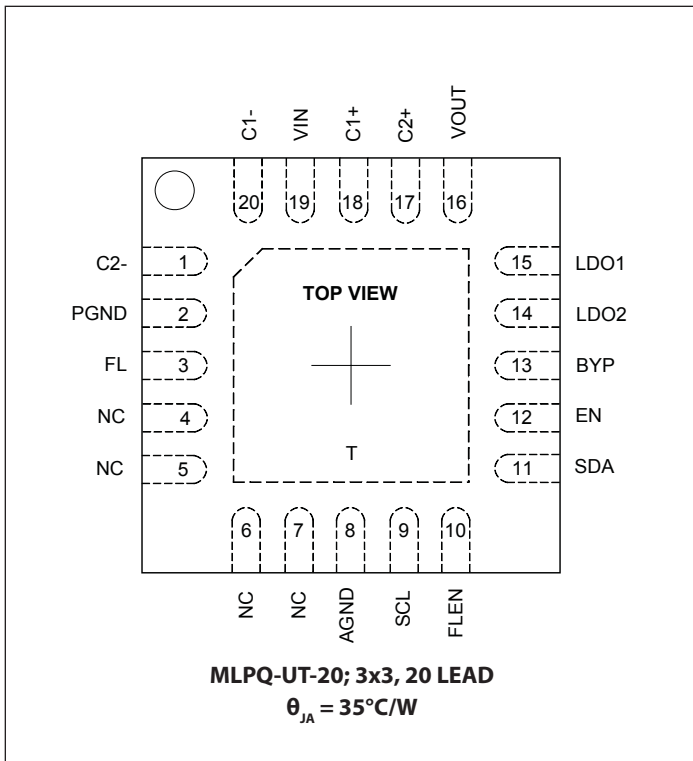 C1-
VIN
C1+
C2+
VOUT
20
19
18
17
16
C2-
1
PGND
2
FL
3
NC
4
NC
5
TOP VIEW
T
15
LDO1
14
LDO2
13
BYP
12
EN
11
SDA
6
7
8
9
10
NC
NC
AGND
SCL
FLEN
MLPQ-UT-20; 3x3, 20 LEAD
θJA = 35°C/W